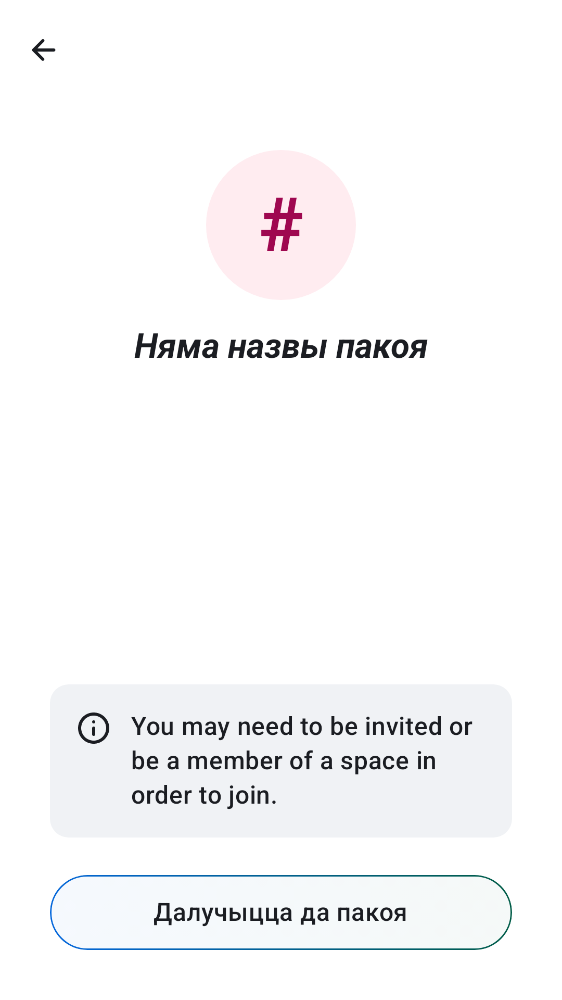 #
Няма назвы пакоя
You may need to be invited or
be a member of a space in
order to join.
Далучыцца да пакоя